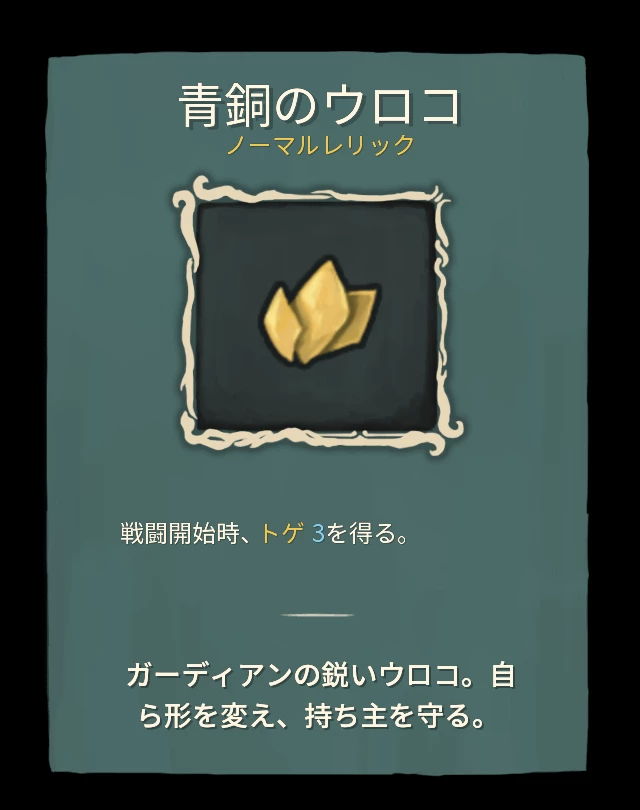 青銅のウロコ
ノーマルレリック
戦闘開始時、トゲ 3を得る。
ガーディアンの鋭いウロコ。自
ら形を変え、持ち主を守る。